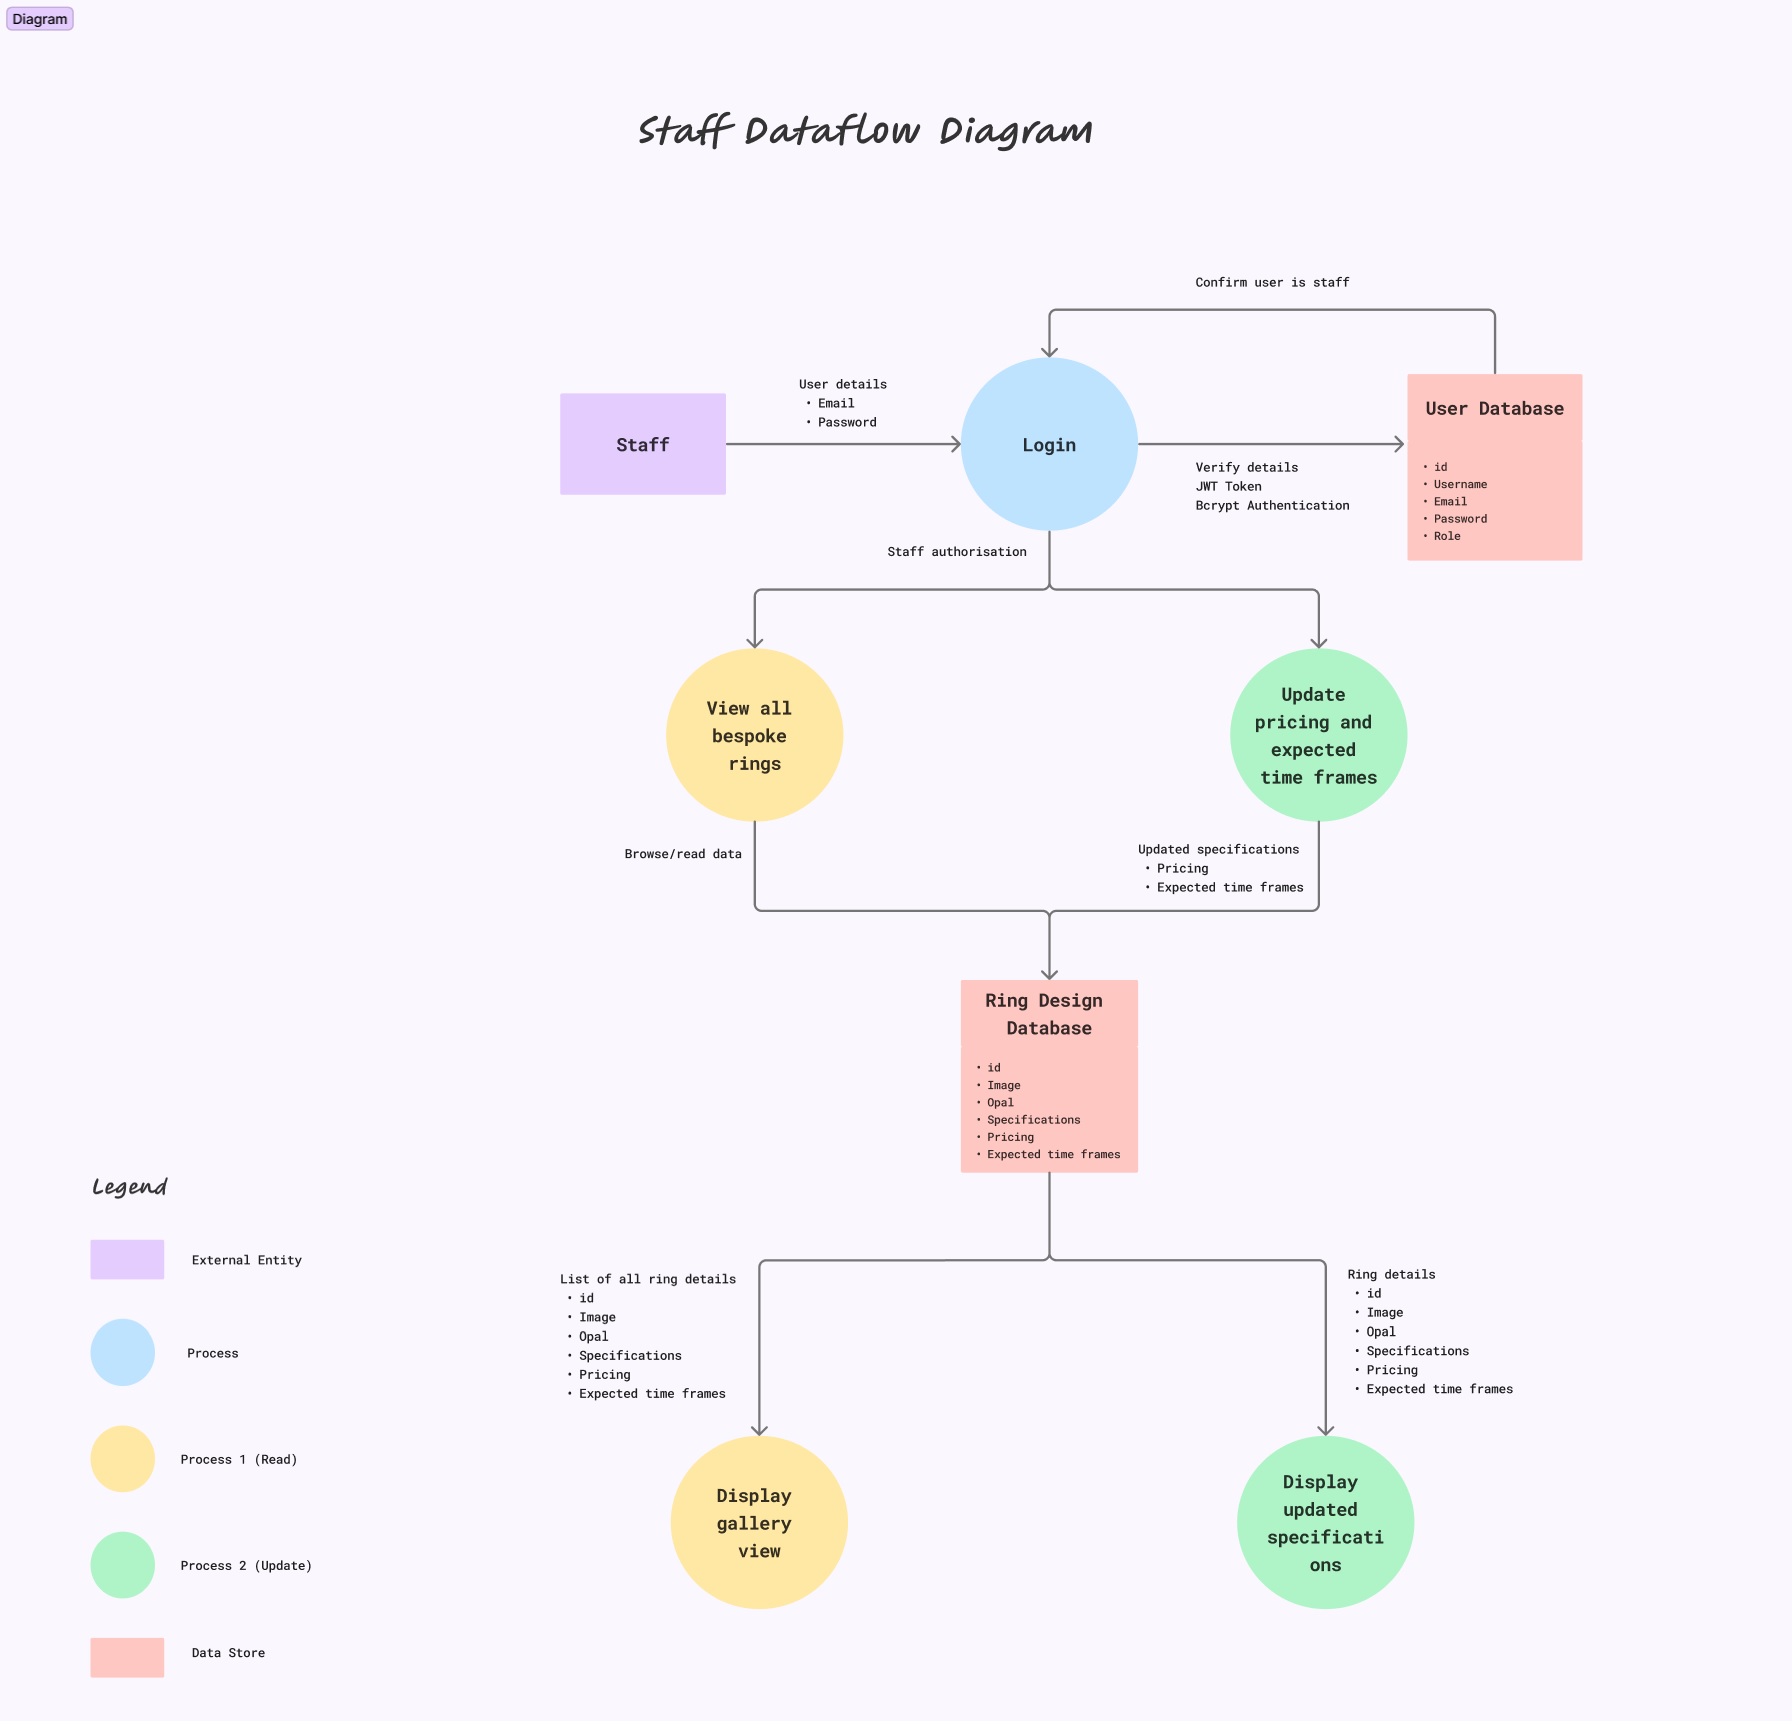 Diagram
Staff Dataflow Diagram
Confirm user is staff
User details
• Email
• Password
Staff
Login
User Database
• id
• Username
• Email
• Password
• Role
Verify details
JWT Token
Bcrypt Authentication
Staff authorisation
View all
bespoke
rings
Update
pricing and
expected
time frames
Browse/read data
Updated specifications
• Pricing
• Expected time frames
Ring Design
Database
• id
• Image
• Opal
• Specifications
• Pricing
• Expected time frames
List of all ring details
• id
• Image
• Opal
• Specifications
• Pricing
• Expected time frames
Ring details
• id
• Image
• Opal
• Specifications
• Pricing
• Expected time frames
Display
gallery
view
Display
updated
specificati
ons
Legend
External Entity
Process
Process 1 (Read)
Process 2 (Update)
Data Store